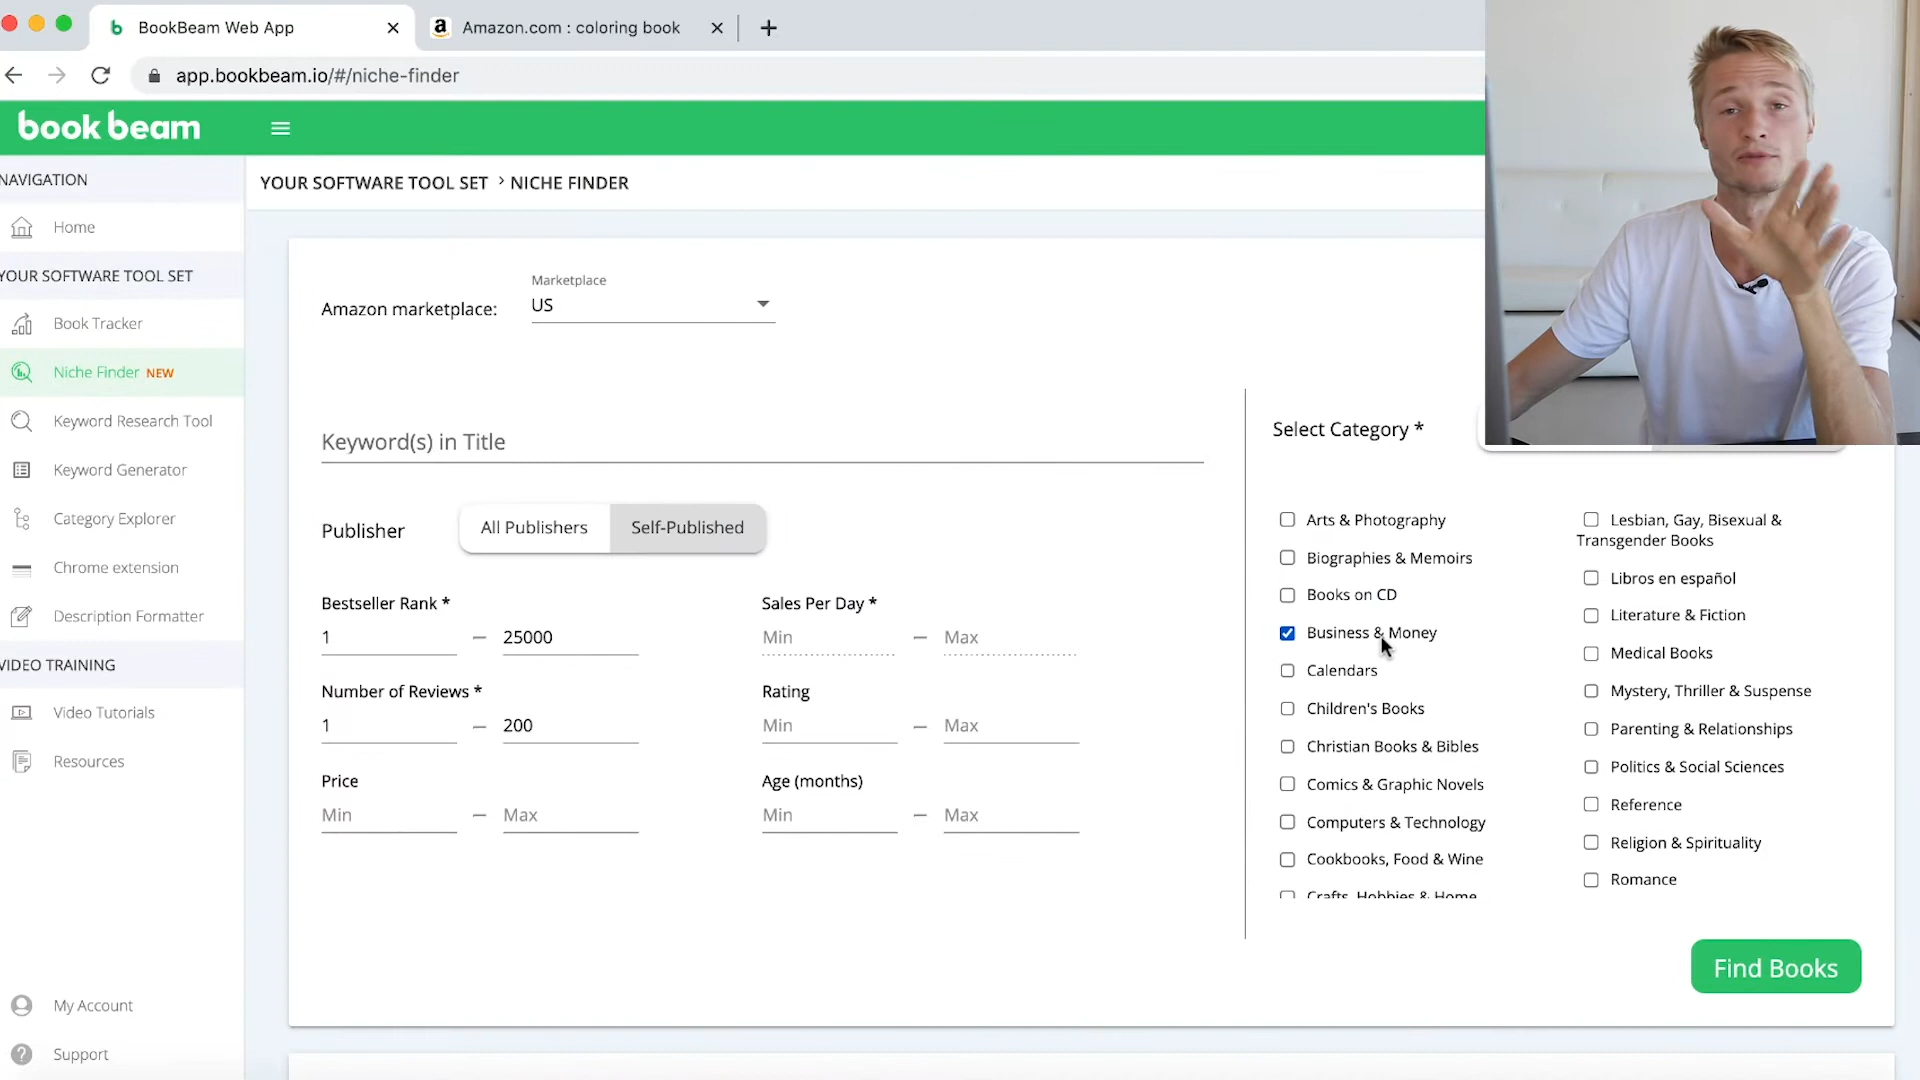 BookBeam Web App
Amazon.com : coloring book
app.bookbeam.io/#/niche-finder
book beam
NAVIGATION
Home
YOUR SOFTWARE TOOL SET
Book Tracker
Niche Finder NEW
Keyword Research Tool
Keyword Generator
Category Explorer
Chrome extension
Description Formatter
VIDEO TRAINING
Video Tutorials
Resources
My Account
Support
YOUR SOFTWARE TOOL SET > NICHE FINDER
Amazon marketplace:
Marketplace
US
Keyword(s) in Title
Publisher
All Publishers
Self-Published
Bestseller Rank *
1 — 25000
Sales Per Day *
Min — Max
Number of Reviews *
1 — 200
Rating
Min — Max
Price
Min — Max
Age (months)
Min — Max
Select Category *
Arts & Photography
Biographies & Memoirs
Books on CD
Business & Money
Calendars
Children's Books
Christian Books & Bibles
Comics & Graphic Novels
Computers & Technology
Cookbooks, Food & Wine
Crafts, Hobbies & Home
Lesbian, Gay, Bisexual &
Transgender Books
Libros en español
Literature & Fiction
Medical Books
Mystery, Thriller & Suspense
Parenting & Relationships
Politics & Social Sciences
Reference
Religion & Spirituality
Romance
Find Books